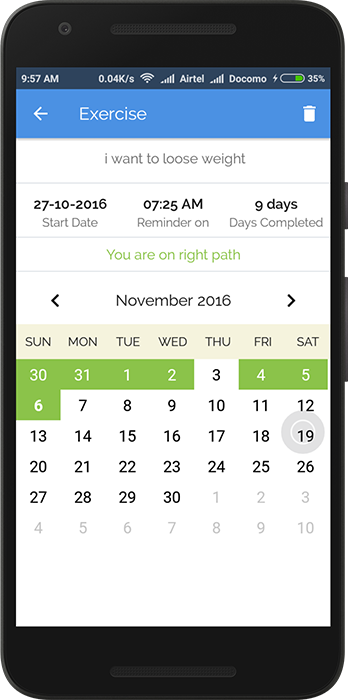 9:57 AM 0.04K/s Airtel Docomo 35%
Exercise
i want to loose weight
27-10-2016 07:25 AM 9 days
Start Date Reminder on Days Completed
You are on right path
November 2016
SUN MON TUE WED THU FRI SAT
30 31 1 2 3 4 5
6 7 8 9 10 11 12
13 14 15 16 17 18 19
20 21 22 23 24 25 26
27 28 29 30 1 2 3
4 5 6 7 8 9 10